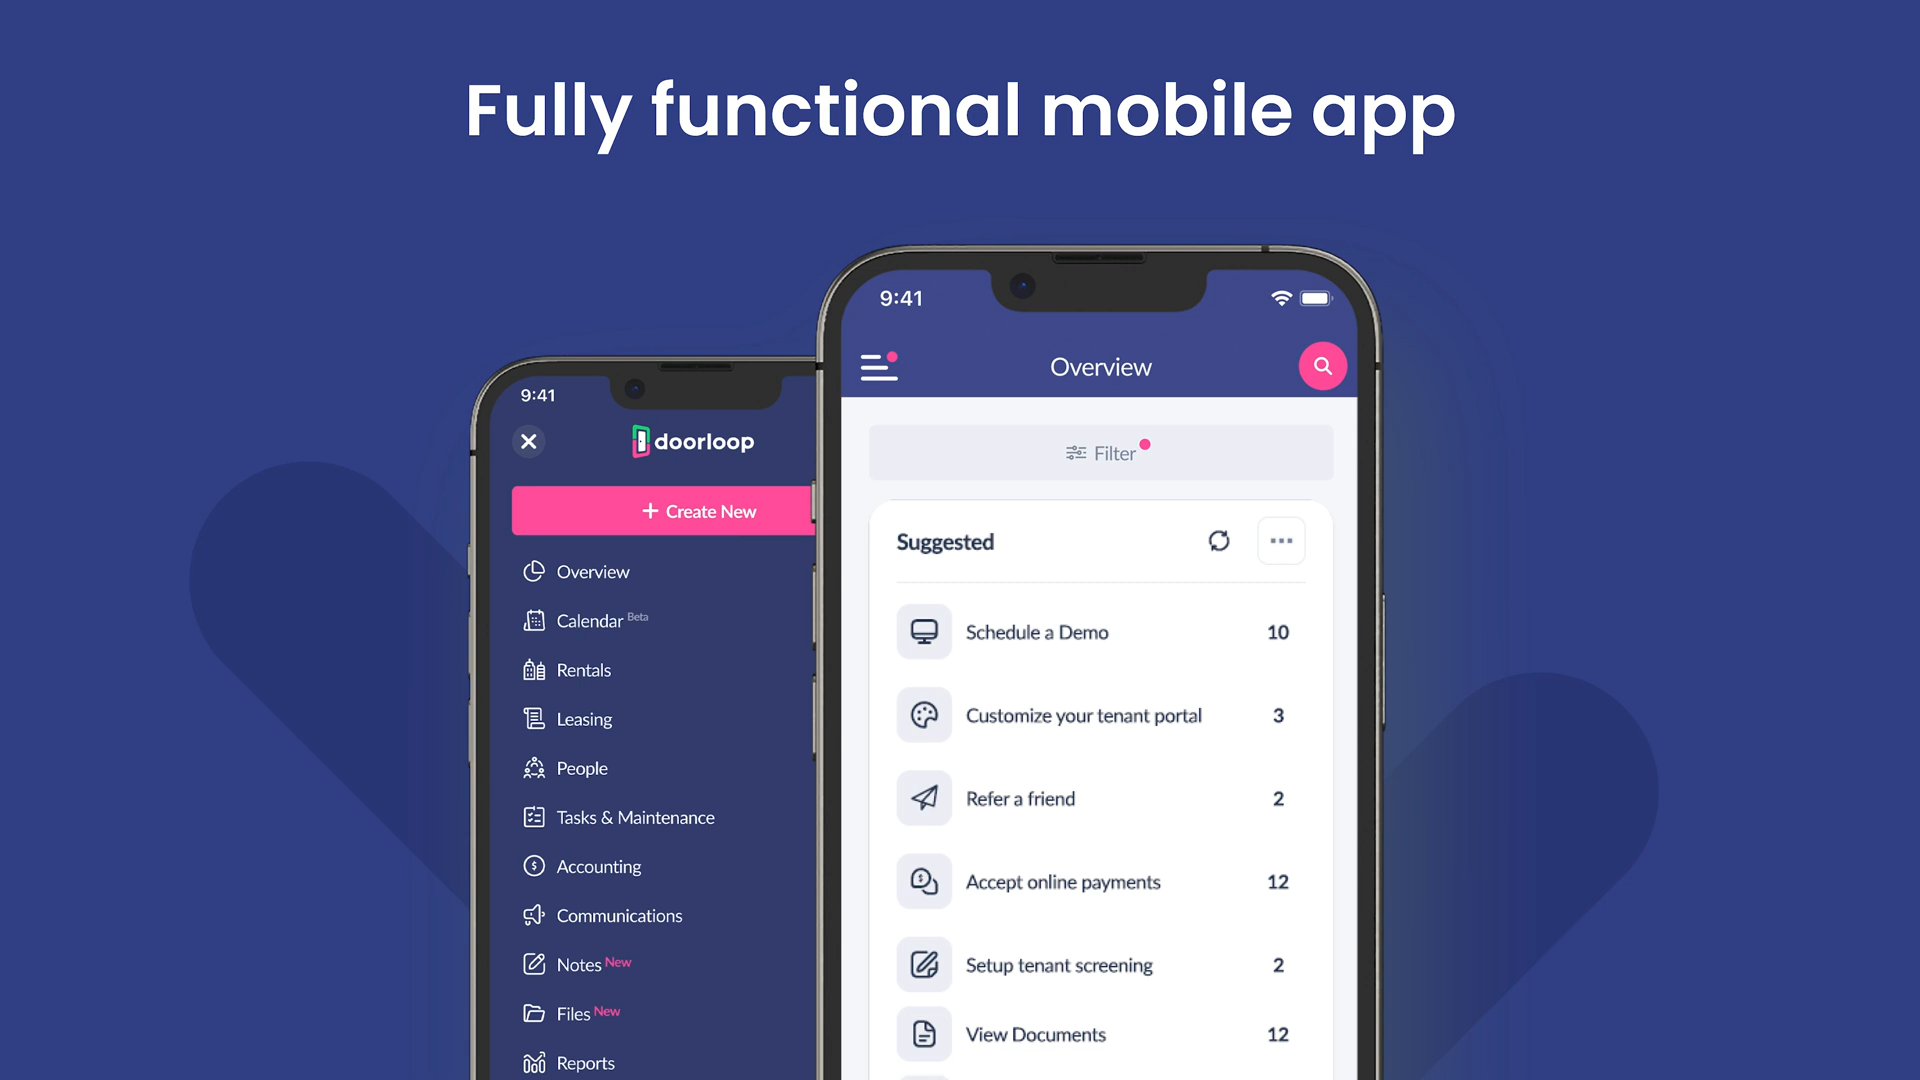 Fully functional mobile app
9:41
doorloop
+ Create New
Overview
Calendar Beta
Rentals
Leasing
People
Tasks & Maintenance
Accounting
Communications
Notes New
Files New
Reports
9:41
Overview
Filter
Suggested
Schedule a Demo 10
Customize your tenant portal 3
Refer a friend 2
Accept online payments 12
Setup tenant screening 2
View Documents 12